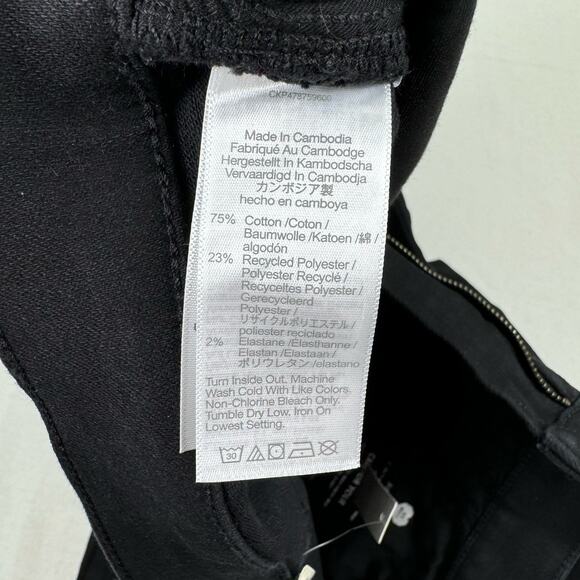 CKP478759600
Made In Cambodia
Fabriqué Au Cambodge
Hergestellt In Kambodscha
Vervaardigd In Cambodja
カンボジア製
hecho en camboya
75% Cotton /Coton /
Baumwolle /Katoen /綿 /
algodón
23% Recycled Polyester /
Polyester Recyclé /
Recyceltes Polyester /
Gerecycleerd
Polyester /
リサイクルポリエステル /
poliester reciclado
2% Elastane /Élasthanne /
Elastan /Elastaan /
ポリウレタン /elastano
Turn Inside Out. Machine
Wash Cold With Like Colors.
Non-Chlorine Bleach Only.
Tumble Dry Low. Iron On
Lowest Setting.
30